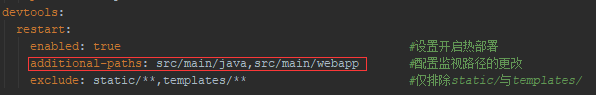 devtools:
restart:
enabled: true #设置开启热部署
additional-paths: src/main/java,src/main/webapp #配置监视路径的更改
exclude: static/**,templates/** #仅排除static/与templates/